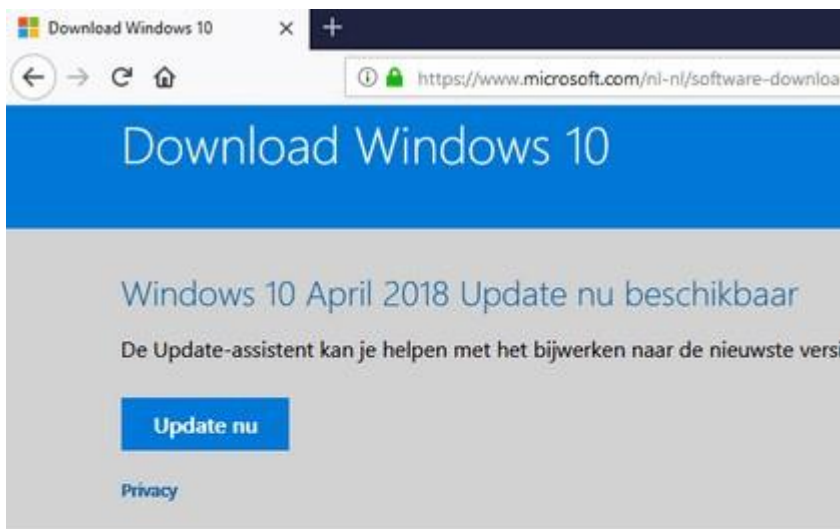 Download Windows 10
https://www.microsoft.com/nl-nl/software-downloa
Download Windows 10
Windows 10 April 2018 Update nu beschikbaar
De Update-assistent kan je helpen met het bijwerken naar de nieuwste versi
Update nu
Privacy